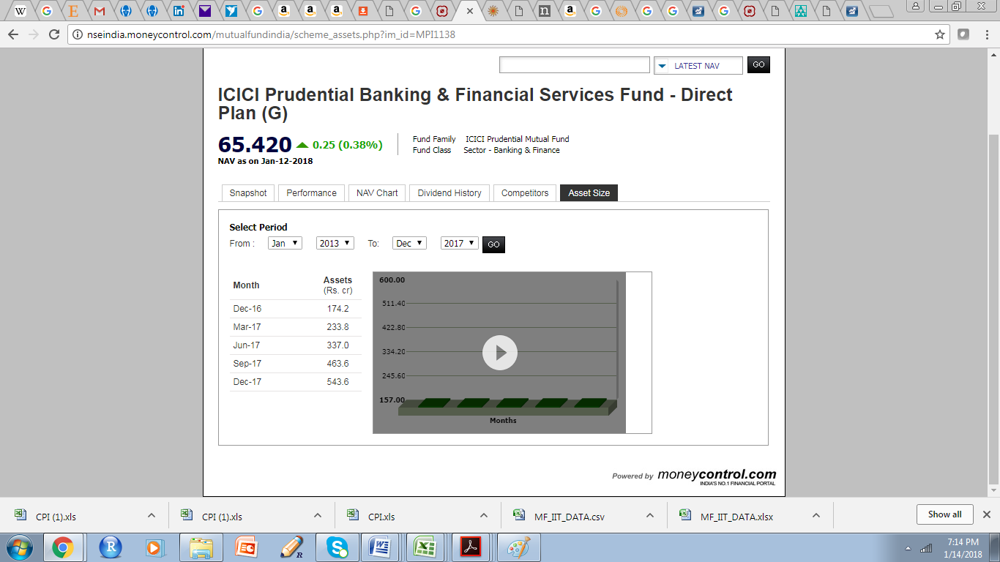 nseindia.moneycontrol.com/mutualfundindia/scheme_assets.php?im_id=MPI1138
LATEST NAV
GO
ICICI Prudential Banking & Financial Services Fund - Direct
Plan (G)
65.420 0.25 (0.38%)
NAV as on Jan-12-2018
Fund Family ICICI Prudential Mutual Fund
Fund Class Sector - Banking & Finance
Snapshot Performance NAV Chart Dividend History Competitors Asset Size
Select Period
From : Jan 2013 To: Dec 2017 GO
Month Assets
(Rs. cr)
Dec-16 174.2
Mar-17 233.8
Jun-17 337.0
Sep-17 463.6
Dec-17 543.6
600.00
511.40
422.80
334.20
245.60
157.00
Months
Powered by moneycontrol.com
INDIA'S NO.1 FINANCIAL PORTAL
CPI (1).xls CPI (1).xls CPI.xls MF_IIT_DATA.csv MF_IIT_DATA.xlsx Show all
7:14 PM
1/14/2018